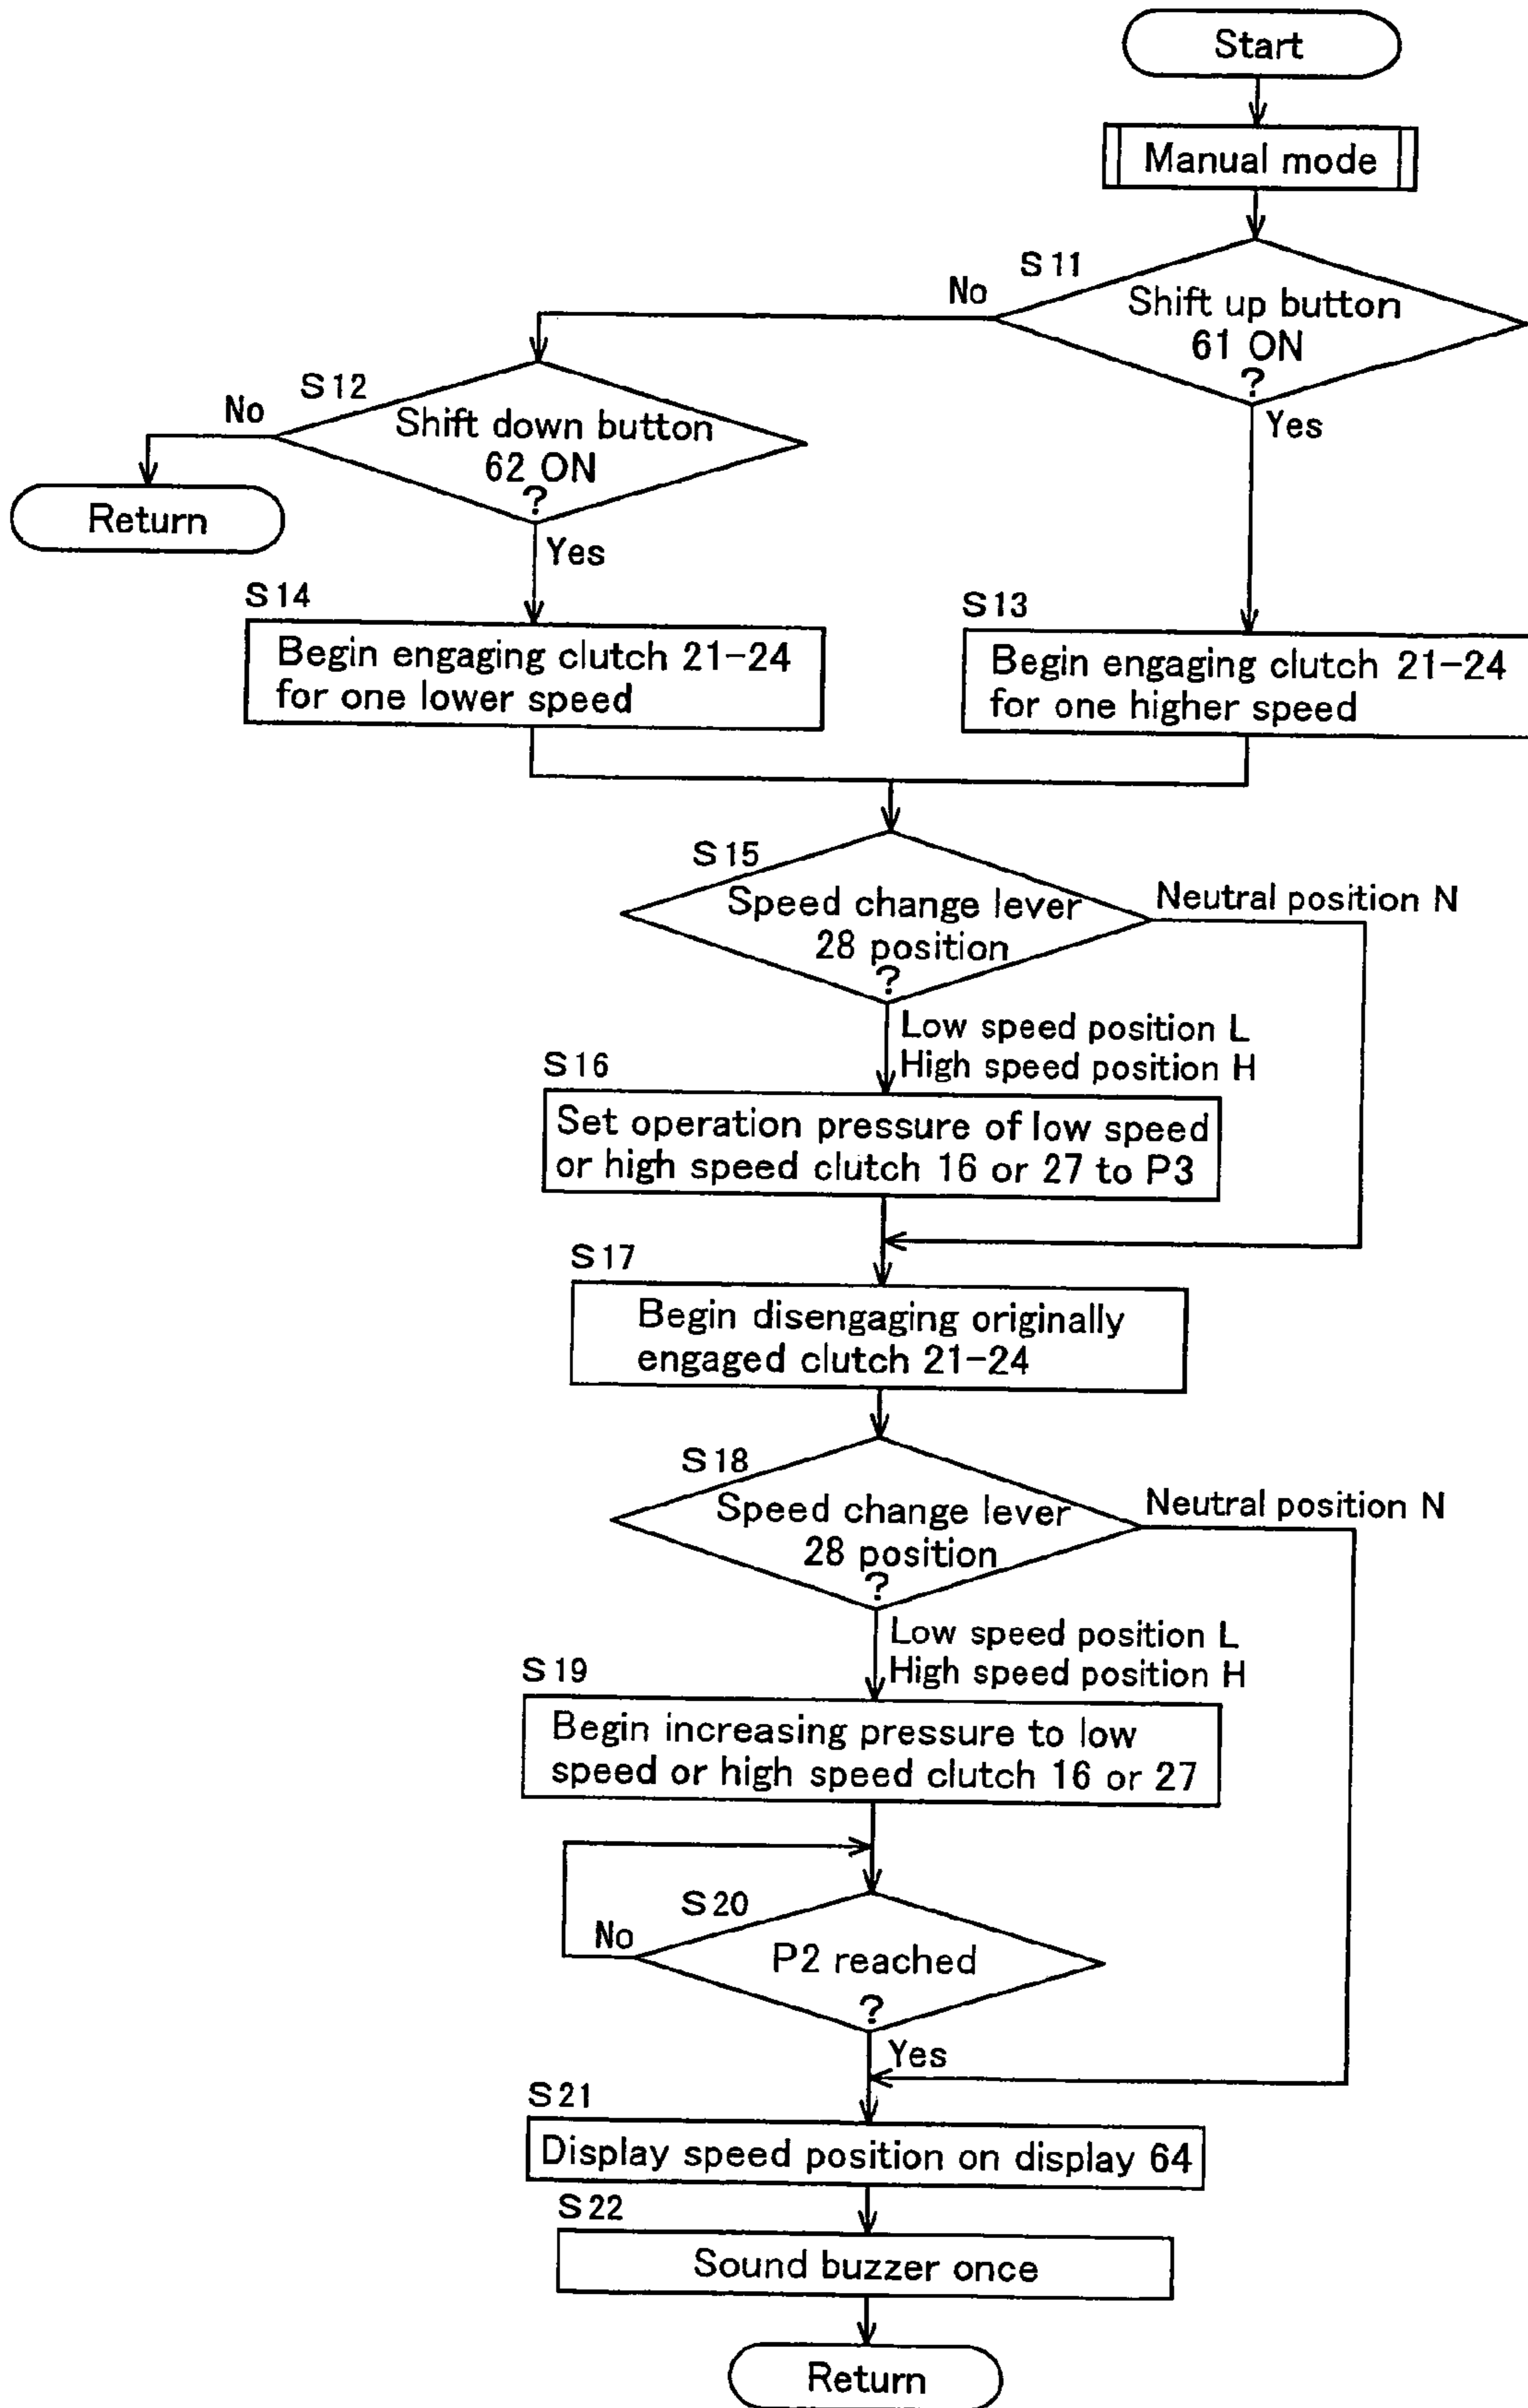 Start
Manual mode
S11
Shift up button
61 ON
?
No
Yes
S12
Shift down button
62 ON
?
No
Yes
Return
S14
Begin engaging clutch 21-24
for one lower speed
S13
Begin engaging clutch 21-24
for one higher speed
S15
Speed change lever
28 position
?
Neutral position N
Low speed position L
High speed position H
S16
Set operation pressure of low speed
or high speed clutch 16 or 27 to P3
S17
Begin disengaging originally
engaged clutch 21-24
S18
Speed change lever
28 position
?
Neutral position N
Low speed position L
High speed position H
S19
Begin increasing pressure to low
speed or high speed clutch 16 or 27
S20
P2 reached
?
No
Yes
S21
Display speed position on display 64
S22
Sound buzzer once
Return